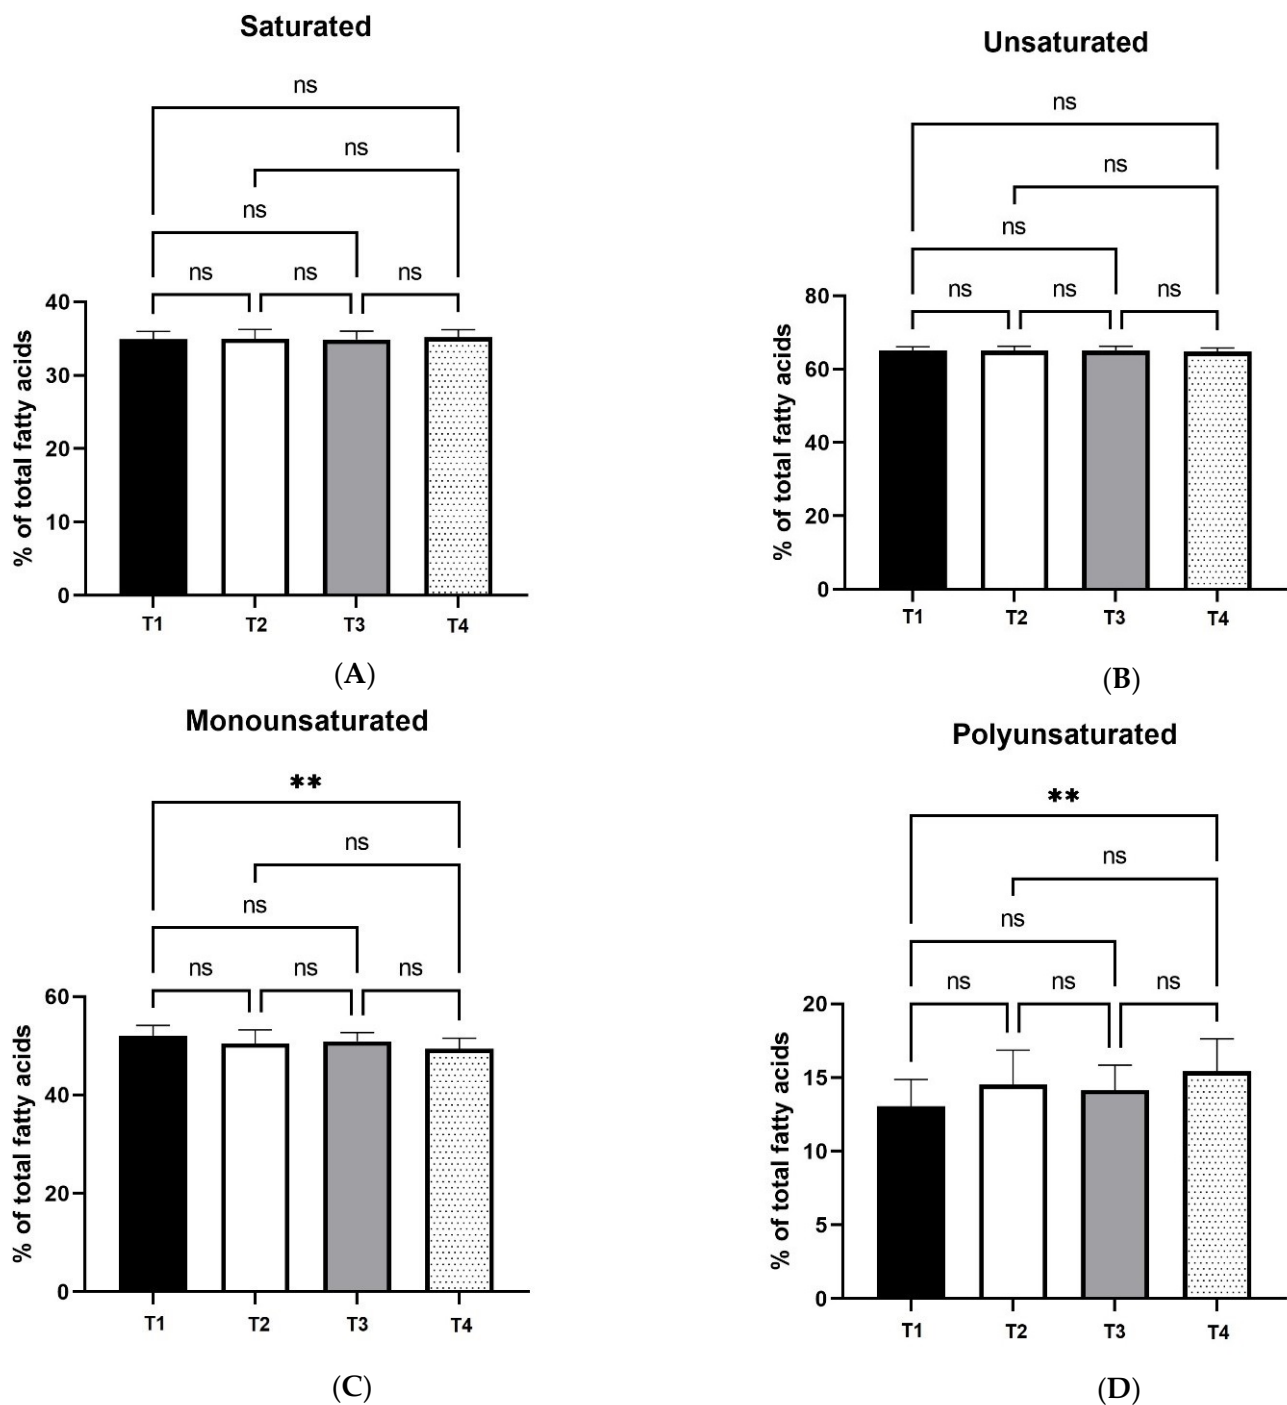 Saturated
ns
ns
ns
ns ns ns
40
30
20
10
0
% of total fatty acids
T1 T2 T3 T4
(A)
Unsaturated
ns
ns
ns
ns ns ns
80
60
40
20
0
% of total fatty acids
T1 T2 T3 T4
(B)
Monounsaturated
**
ns
ns
ns ns ns
60
40
20
0
% of total fatty acids
T1 T2 T3 T4
(C)
Polyunsaturated
**
ns
ns
ns ns ns
20
15
10
5
0
% of total fatty acids
T1 T2 T3 T4
(D)